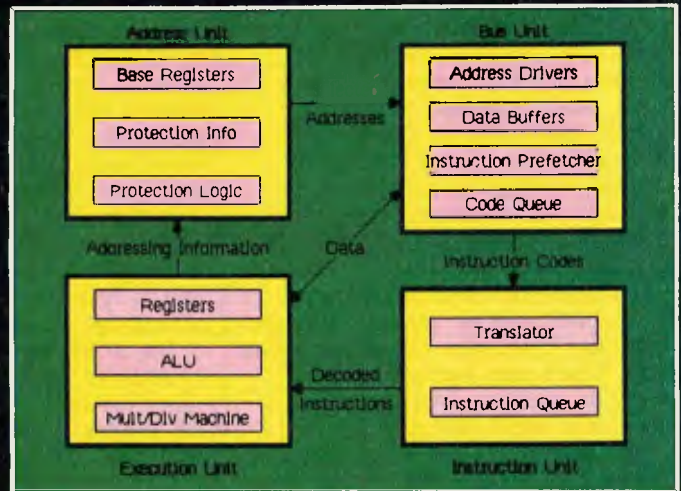 Address Unit
Base Registers
Protection Info
Protection Logic
Addresses
Bus Unit
Address Drivers
Data Buffers
Instruction Prefetcher
Code Queue
Addressing Information
Data
Instruction Codes
Registers
ALU
Mult/Div Machine
Execution Unit
Decoded
Instructions
Translator
Instruction Queue
Instruction Unit